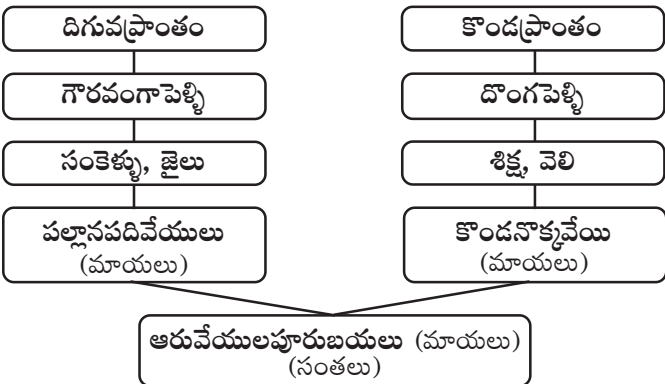 దిగువప్రాంతం
గౌరవంగాపెళ్ళి
సంకెళ్ళు, జైలు
పల్లానపదివేయులు
(మాయలు)
కొండప్రాంతం
దొంగపెళ్ళి
శిక్ష, వెలి
కొండనొక్కవేయి
(మాయలు)
ఆరువేయులపూరుబయలు (మాయలు)
(సంతలు)